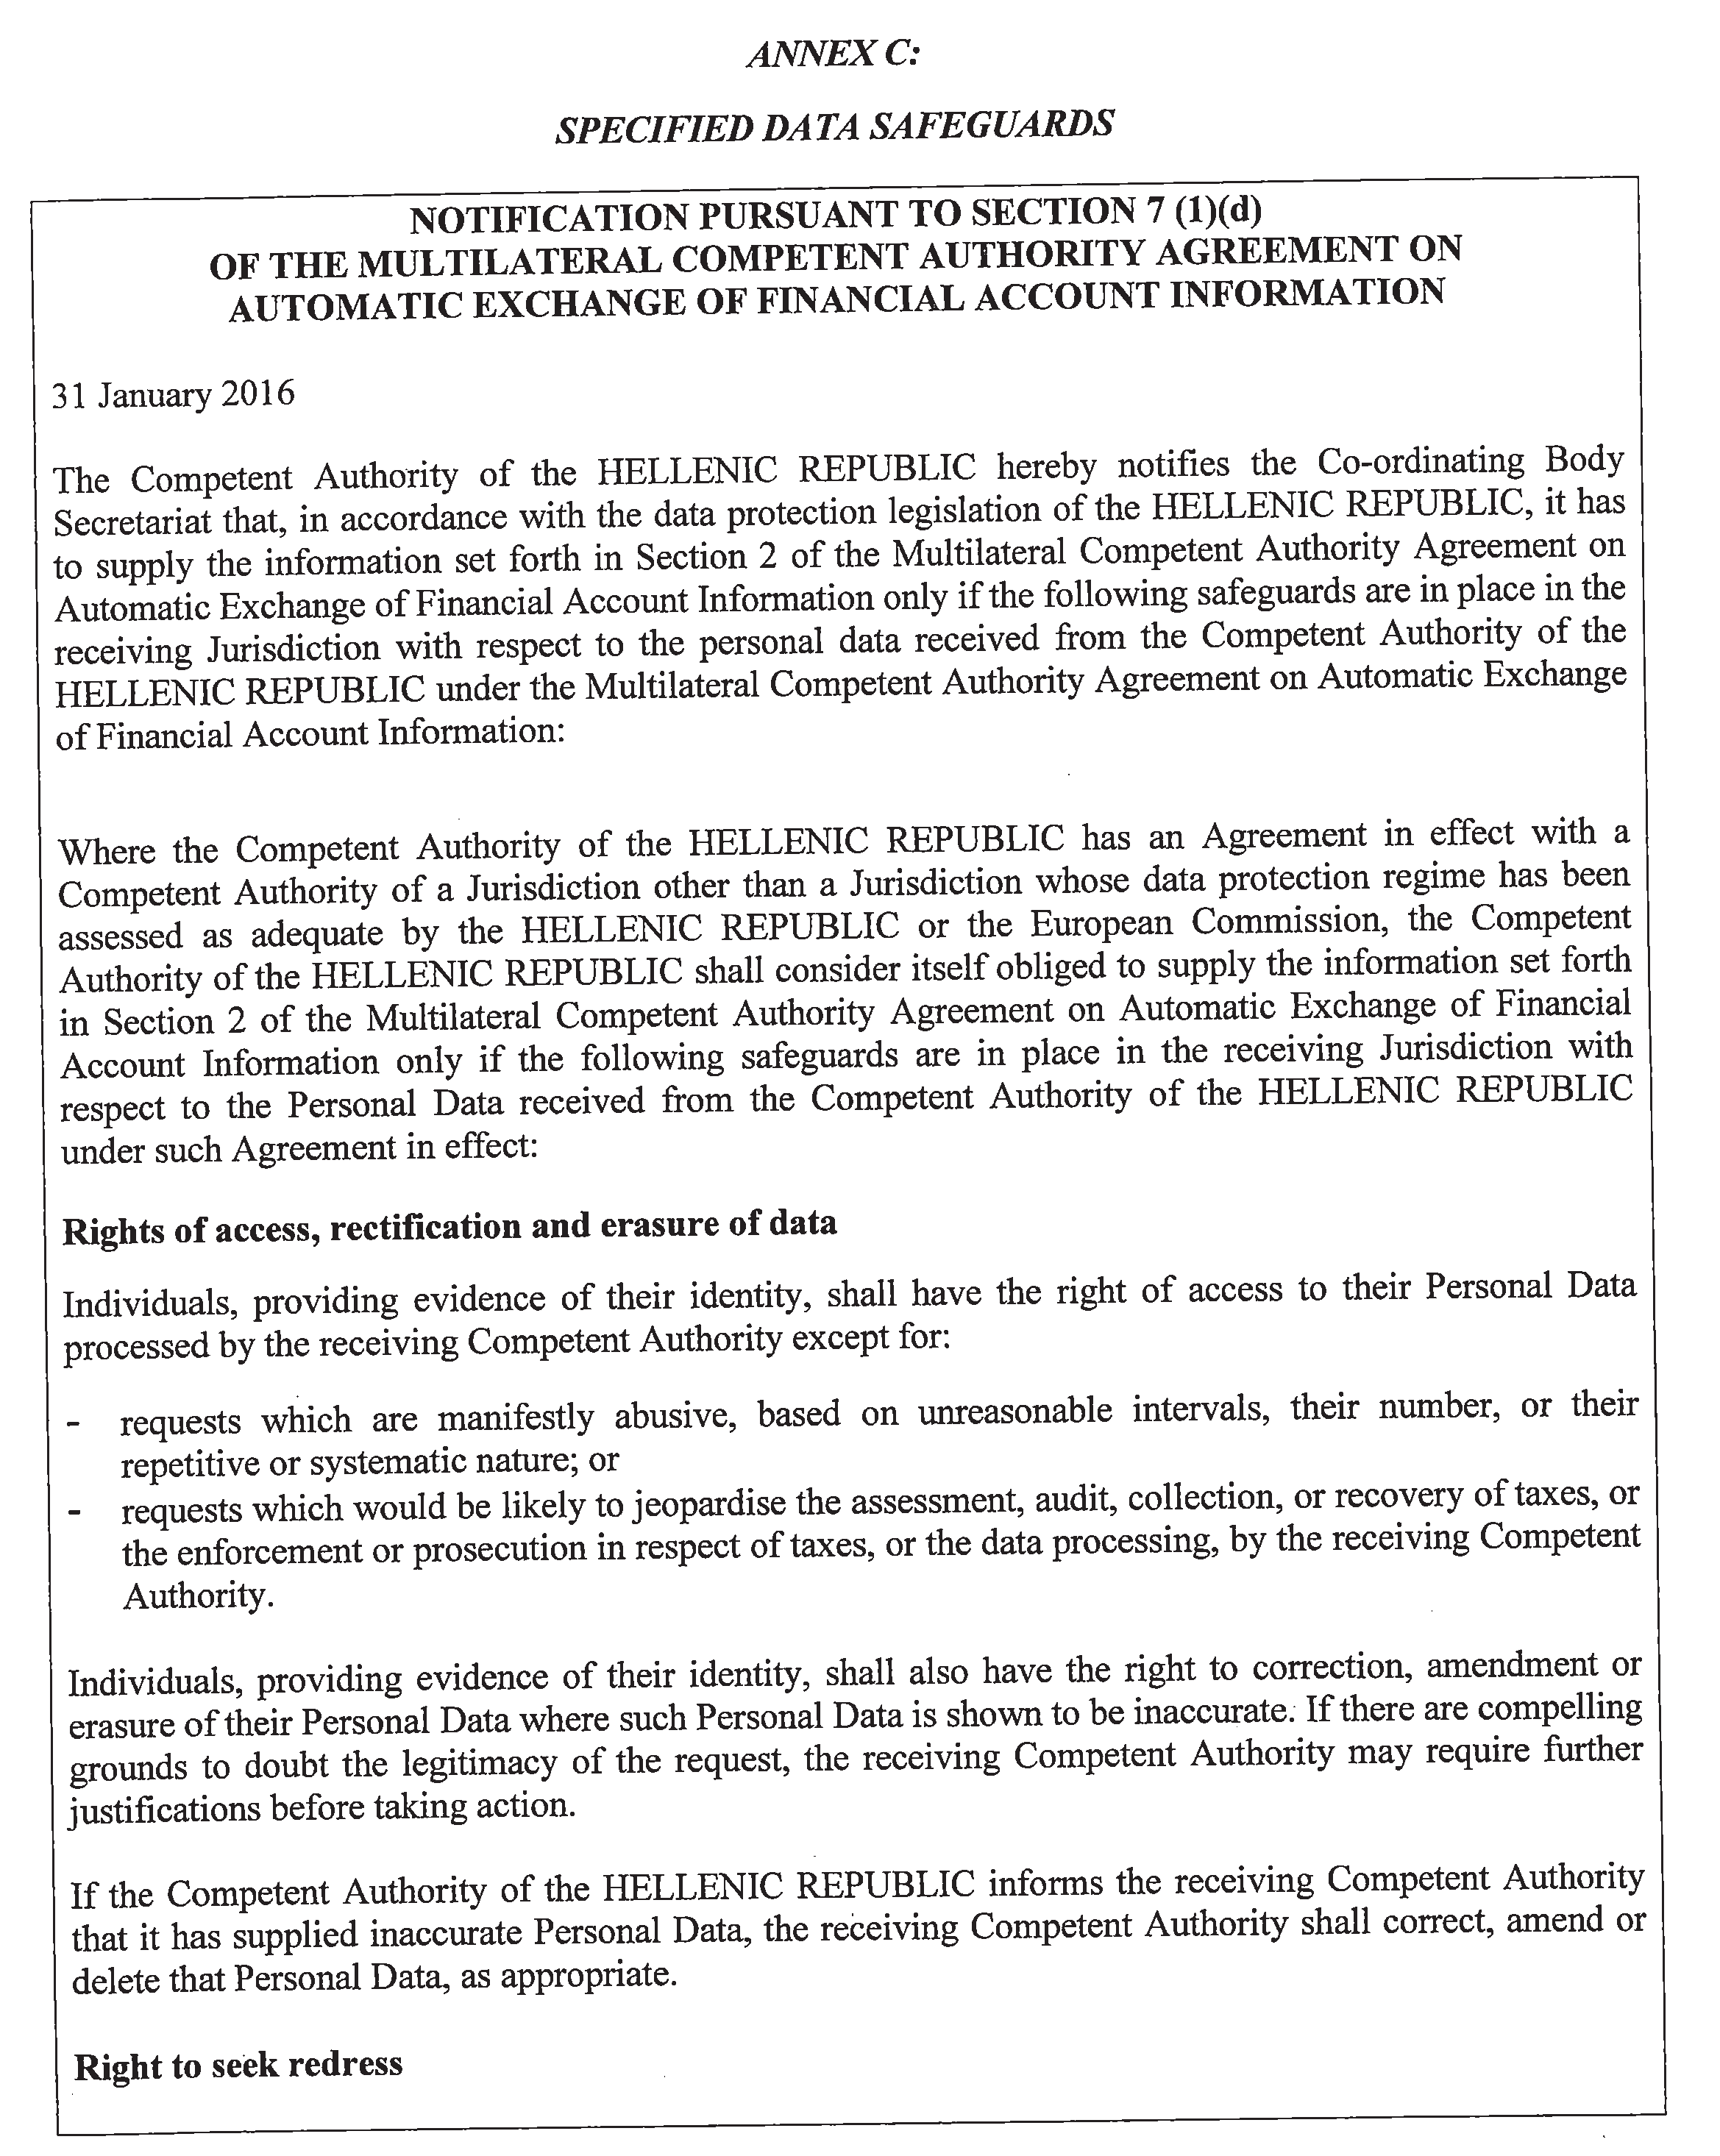 ANNEX C:
SPECIFIED DATA SAFEGUARDS
NOTIFICATION PURSUANT TO SECTION 7 (1)(d)
OF THE MULTILATERAL COMPETENT AUTHORITY AGREEMENT ON
AUTOMATIC EXCHANGE OF FINANCIAL ACCOUNT INFORMATION
31 January 2016
The Competent Authority of the HELLENIC REPUBLIC hereby notifies the Co-ordinating Body
Secretariat that, in accordance with the data protection legislation of the HELLENIC REPUBLIC, it has
to supply the information set forth in Section 2 of the Multilateral Competent Authority Agreement on
Automatic Exchange of Financial Account Information only if the following safeguards are in place in the
receiving Jurisdiction with respect to the personal data received from the Competent Authority of the
HELLENIC REPUBLIC under the Multilateral Competent Authority Agreement on Automatic Exchange
of Financial Account Information:
Where the Competent Authority of the HELLENIC REPUBLIC has an Agreement in effect with a
Competent Authority of a Jurisdiction other than a Jurisdiction whose data protection regime has been
assessed as adequate by the HELLENIC REPUBLIC or the European Commission, the Competent
Authority of the HELLENIC REPUBLIC shall consider itself obliged to supply the information set forth
in Section 2 of the Multilateral Competent Authority Agreement on Automatic Exchange of Financial
Account Information only if the following safeguards are in place in the receiving Jurisdiction with
respect to the Personal Data received from the Competent Authority of the HELLENIC REPUBLIC
under such Agreement in effect:
Rights of access, rectification and erasure of data
Individuals, providing evidence of their identity, shall have the right of access to their Personal Data
processed by the receiving Competent Authority except for:
- requests which are manifestly abusive, based on unreasonable intervals, their number, or their
repetitive or systematic nature; or
- requests which would be likely to jeopardise the assessment, audit, collection, or recovery of taxes, or
the enforcement or prosecution in respect of taxes, or the data processing, by the receiving Competent
Authority.
Individuals, providing evidence of their identity, shall also have the right to correction, amendment or
erasure of their Personal Data where such Personal Data is shown to be inaccurate. If there are compelling
grounds to doubt the legitimacy of the request, the receiving Competent Authority may require further
justifications before taking action.
If the Competent Authority of the HELLENIC REPUBLIC informs the receiving Competent Authority
that it has supplied inaccurate Personal Data, the receiving Competent Authority shall correct, amend or
delete that Personal Data, as appropriate.
Right to seek redress